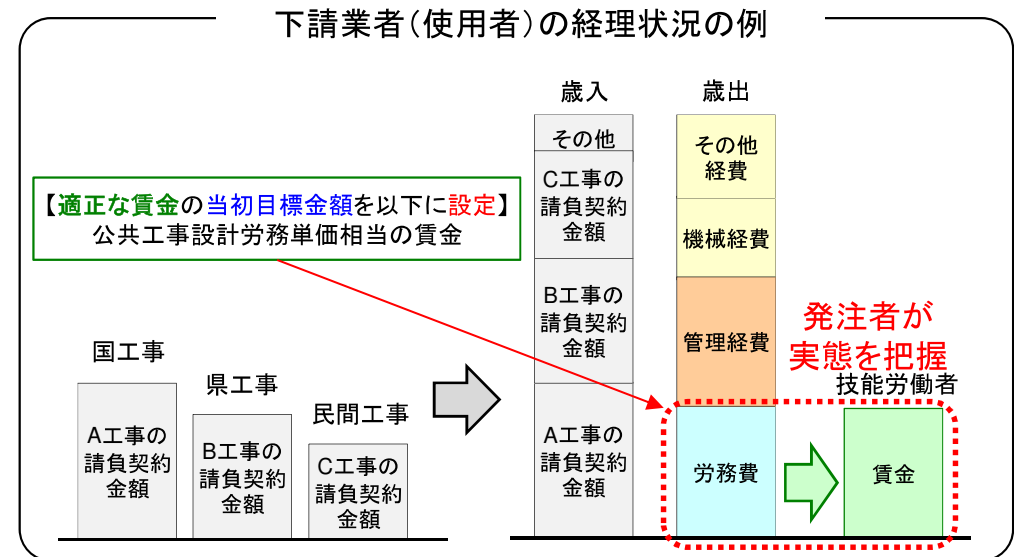 下請業者（使用者）の経理状況の例
【適正な賃金の当初目標金額を以下に設定】
公共工事設計労務単価相当の賃金
国工事
A工事の
請負契約
金額
県工事
B工事の
請負契約
金額
民間工事
C工事の
請負契約
金額
歳入
その他
C工事の
請負契約
金額
B工事の
請負契約
金額
A工事の
請負契約
金額
歳出
その他
経費
機械経費
管理経費
労務費
発注者が
実態を把握
技能労働者
賃金